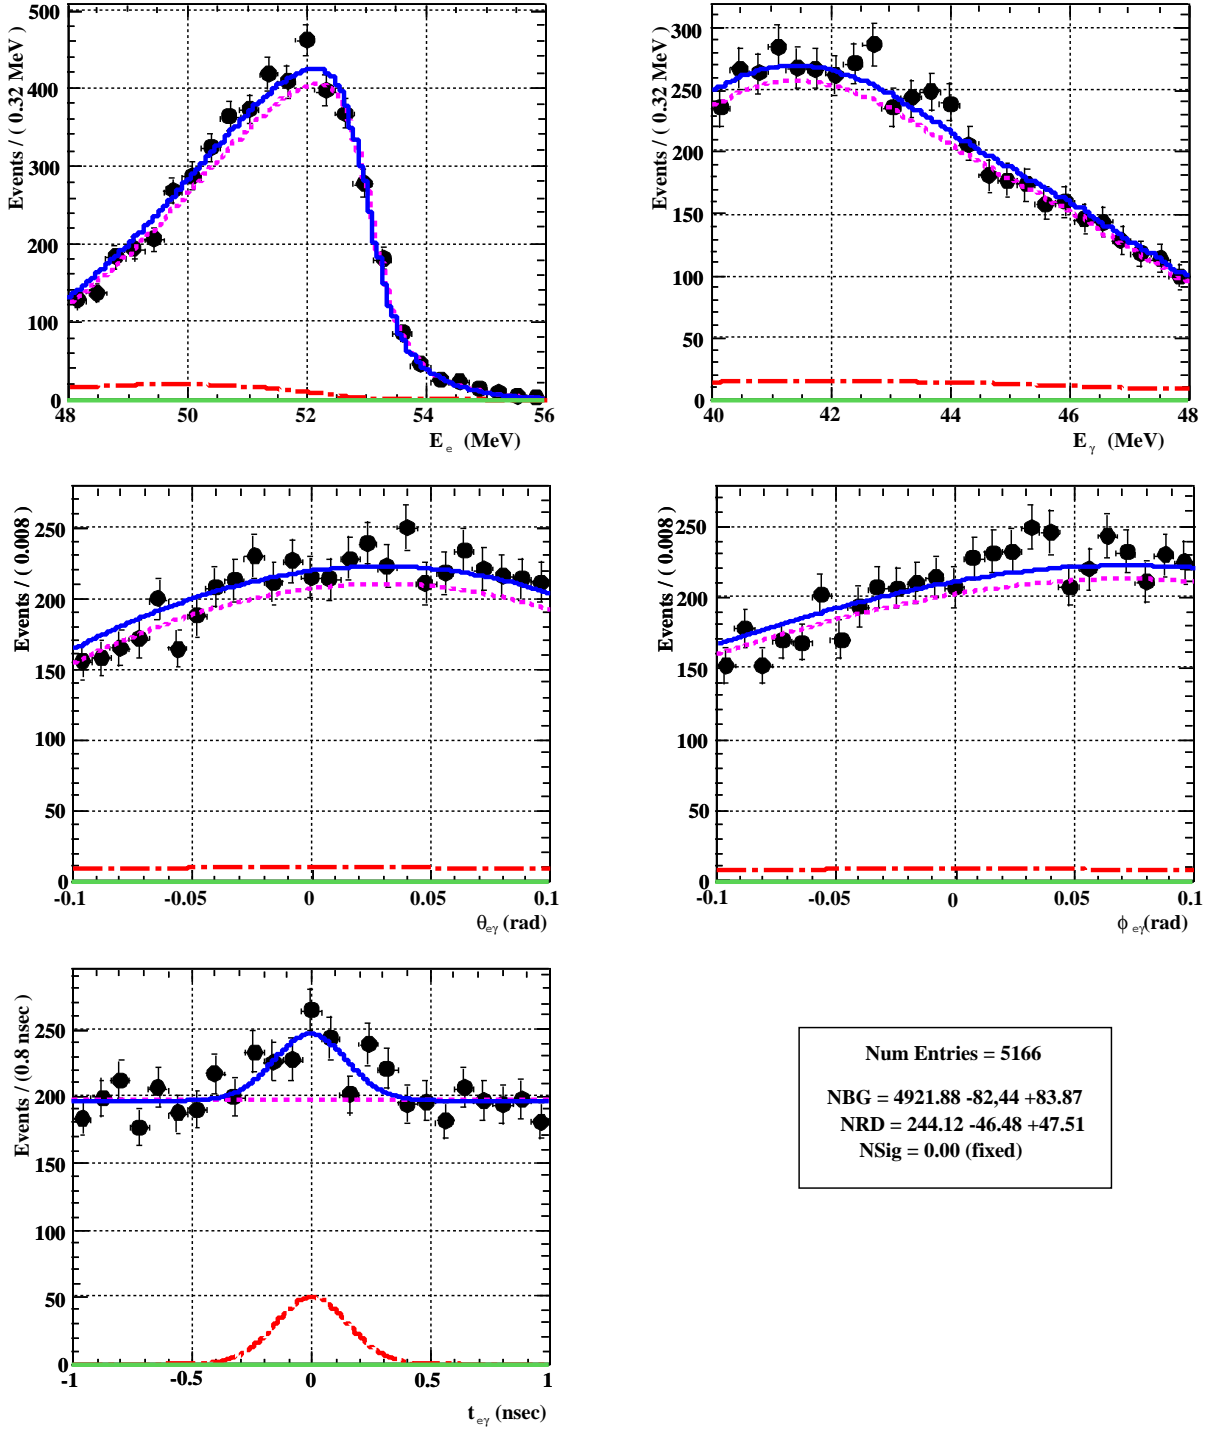 500
400
300
200
100
0
Events / ( 0.32 MeV )
48 50 52 54 56
E e (MeV)
300
250
200
150
100
50
0
Events / ( 0.32 MeV )
40 42 44 46 48
E γ (MeV)
250
200
150
100
50
0
Events / ( 0.008)
-0.1 -0.05 0 0.05 0.1
θ eγ (rad)
250
200
150
100
50
0
Events / ( 0.008)
-0.1 -0.05 0 0.05 0.1
ϕ eγ (rad)
250
200
150
100
50
0
Events / (0.8 nsec)
-1 -0.5 0 0.5 1
t eγ (nsec)
Num Entries = 5166
NBG = 4921.88 -82,44 +83.87
NRD = 244.12 -46.48 +47.51
NSig = 0.00 (fixed)